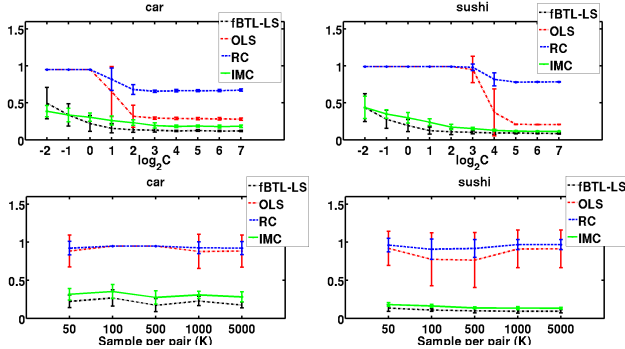 car
sushi
fBTL-LS
OLS
RC
IMC
fBTL-LS
OLS
RC
IMC
1.5
1
0.5
0
1.5
1
0.5
0
-2 -1 0 1 2 3 4 5 6 7
-2 -1 0 1 2 3 4 5 6 7
log2C
log2C
car
sushi
fBTL-LS
OLS
RC
IMC
fBTL-LS
OLS
RC
IMC
1.5
1
0.5
0
1.5
1
0.5
0
50 100 500 1000 5000
50 100 500 1000 5000
Sample per pair (K)
Sample per pair (K)